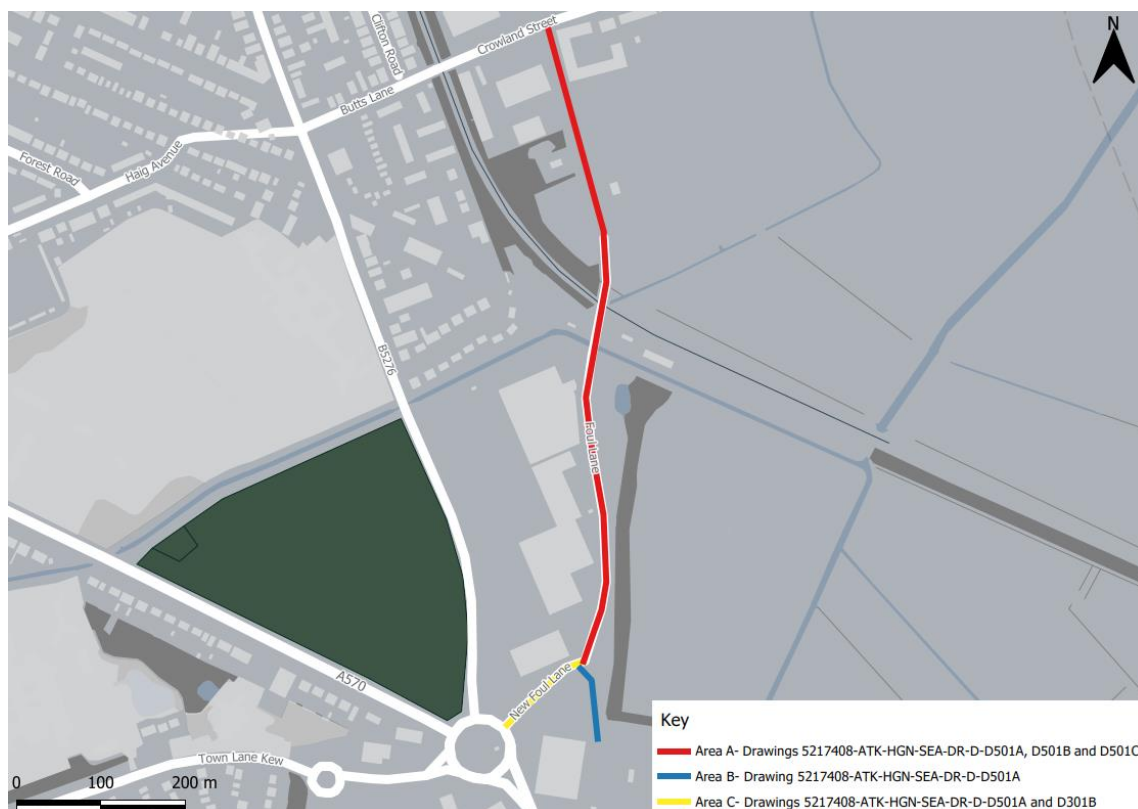 Clifton Road
Crowland Street
N
Butts Lane
Forest Road
Haig Avenue
B5276
Foul Lane
A570
New Foul Lane
Town Lane Kew
0 100 200 m
Key
Area A- Drawings 5217408-ATK-HGN-SEA-DR-D-D501A, D501B and D501C
Area B- Drawing 5217408-ATK-HGN-SEA-DR-D-D501A
Area C- Drawings 5217408-ATK-HGN-SEA-DR-D-D501A and D301B